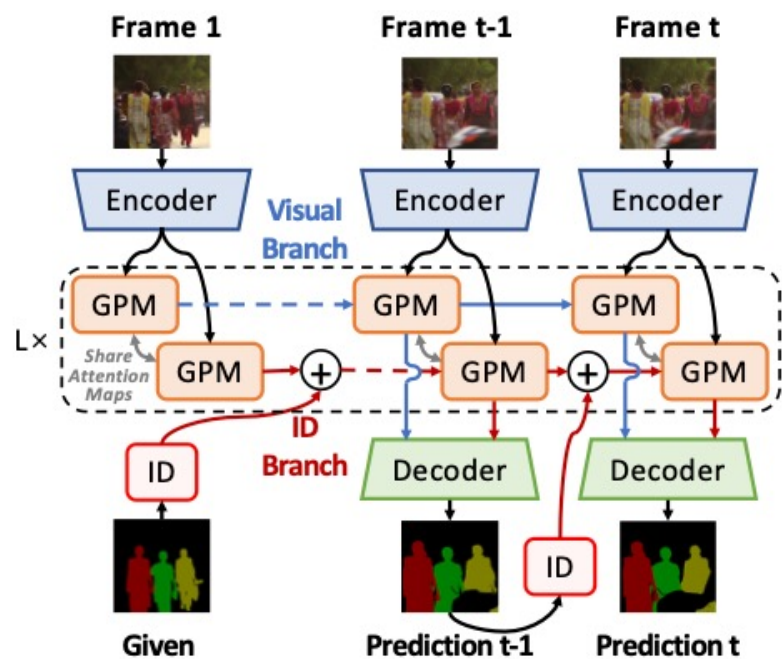 Frame 1
Frame t-1
Frame t
Encoder
Encoder
Encoder
Visual
Branch
GPM
GPM
GPM
L×
Share
Attention
Maps
GPM
+
GPM
+
GPM
ID
Branch
ID
Decoder
Decoder
ID
Given
Prediction t-1
Prediction t